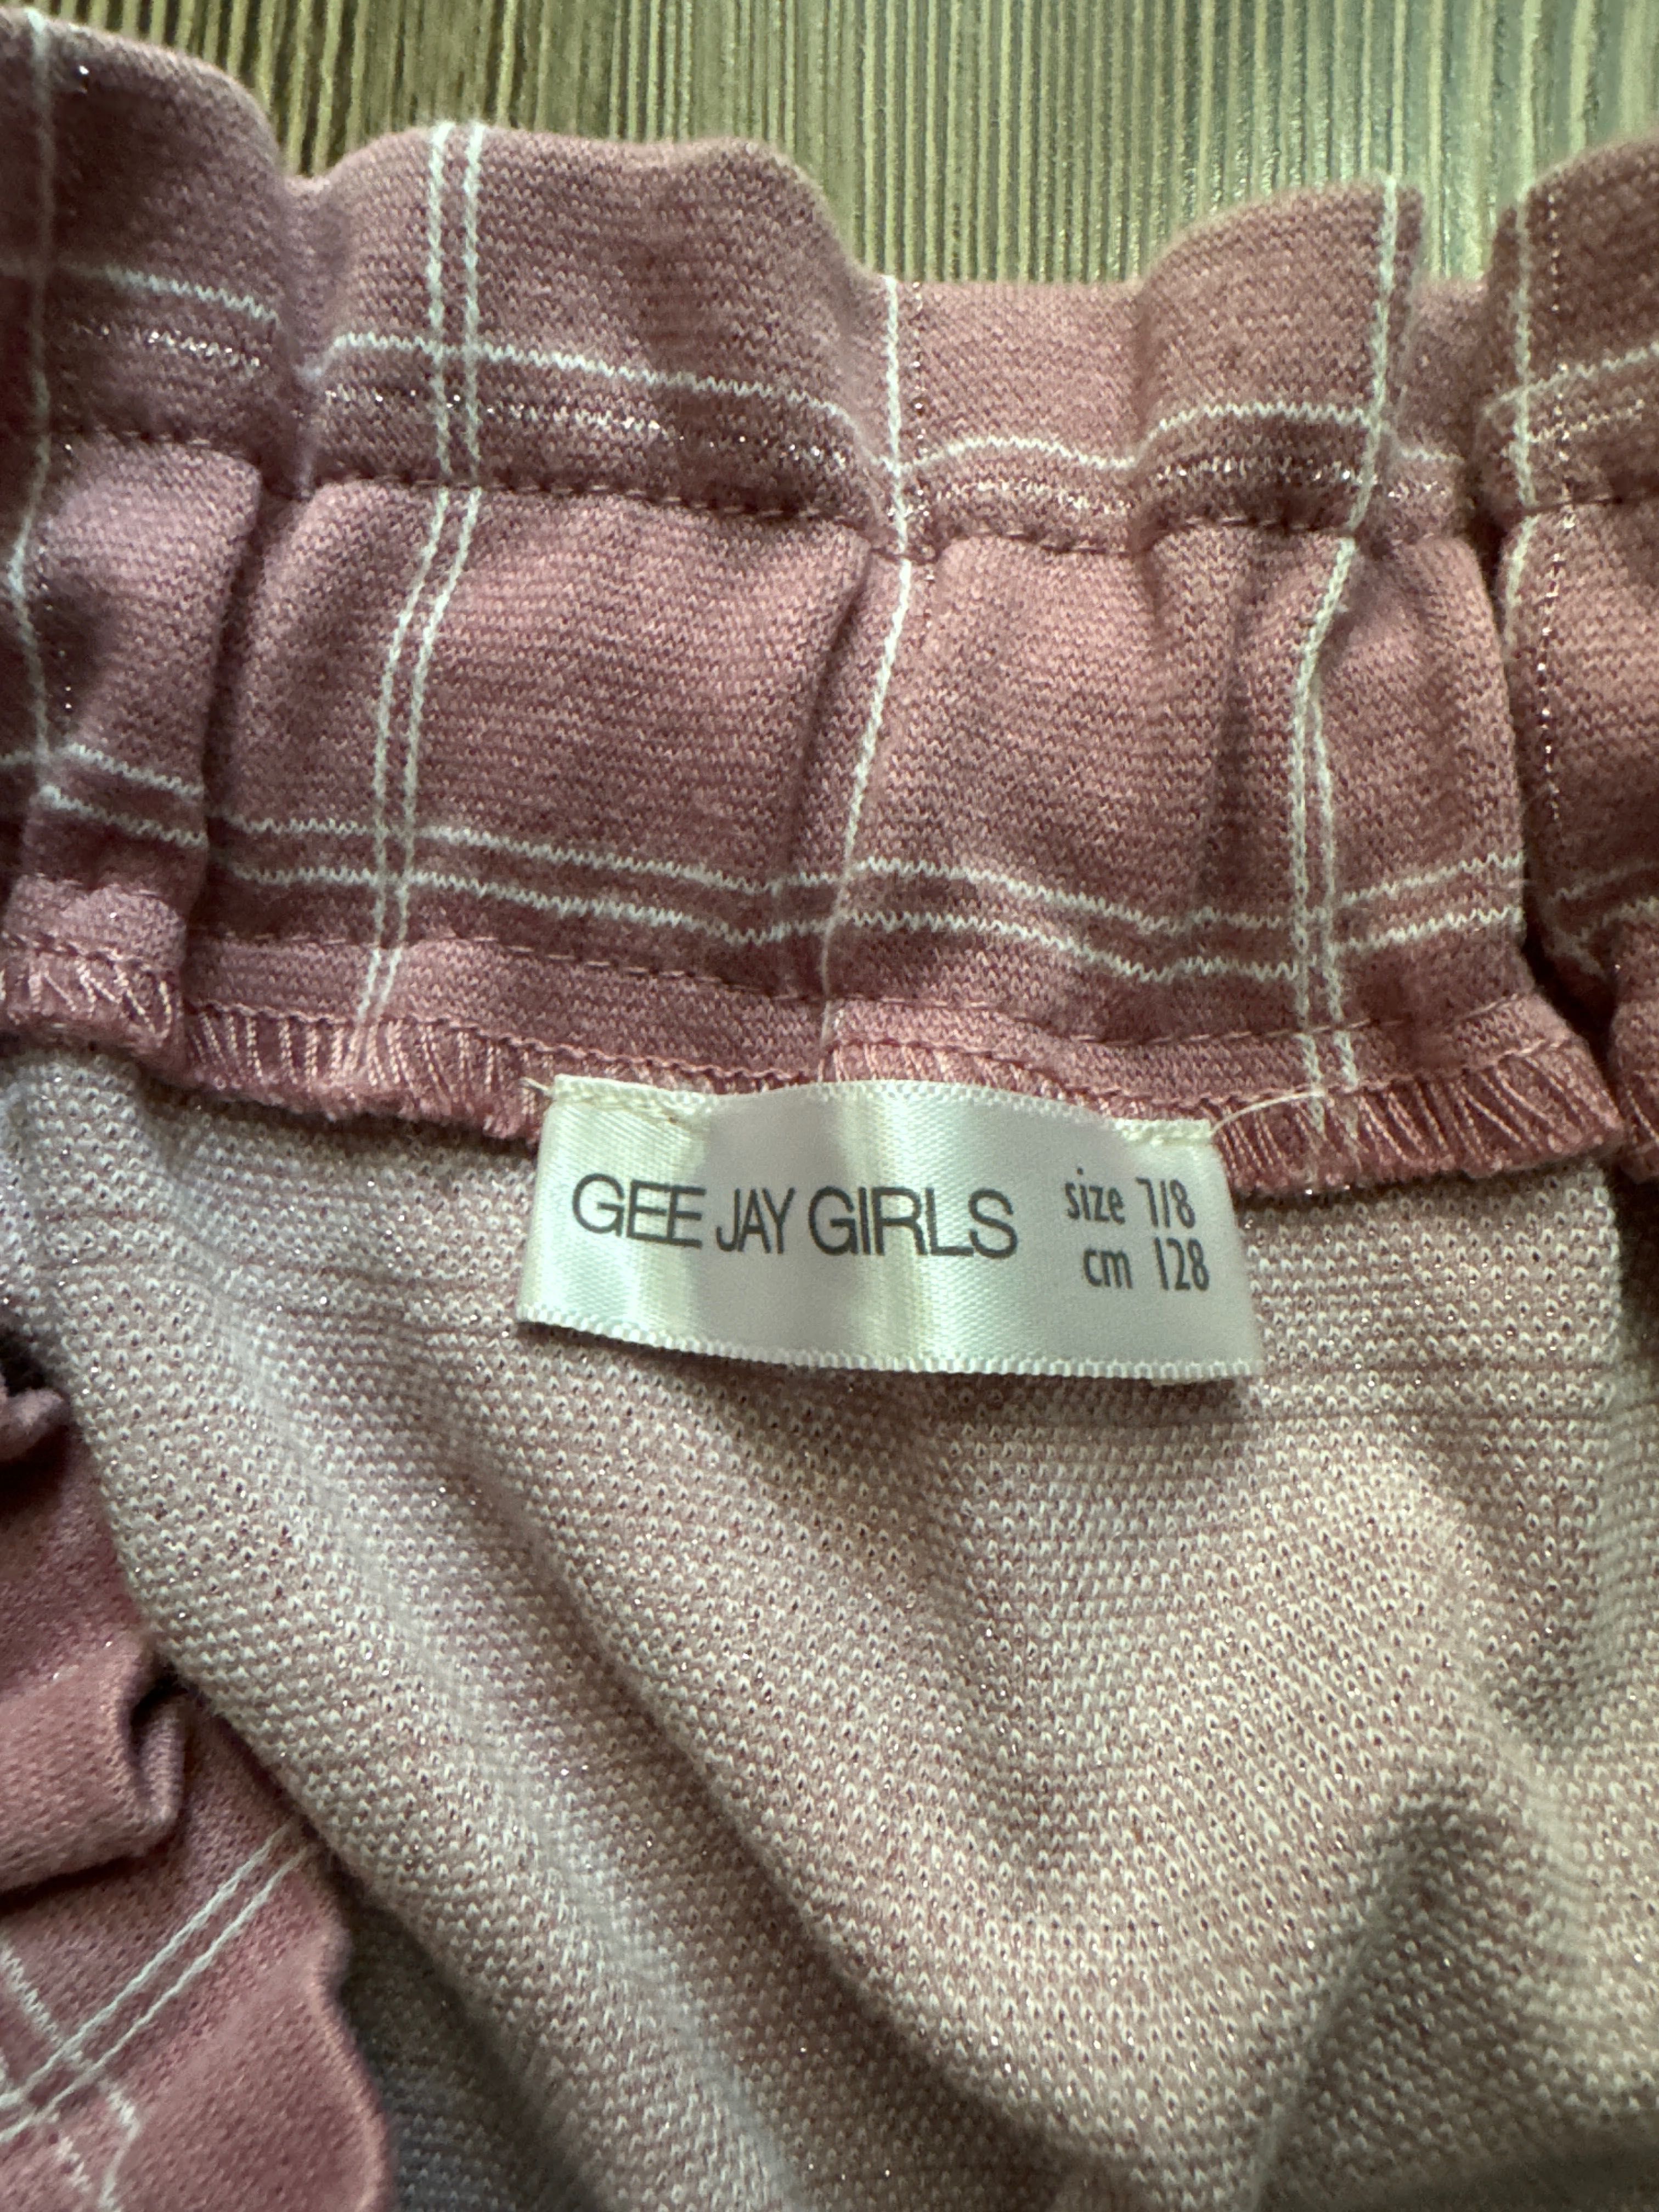 GEE JAY GIRLS size 7/8
cm 128